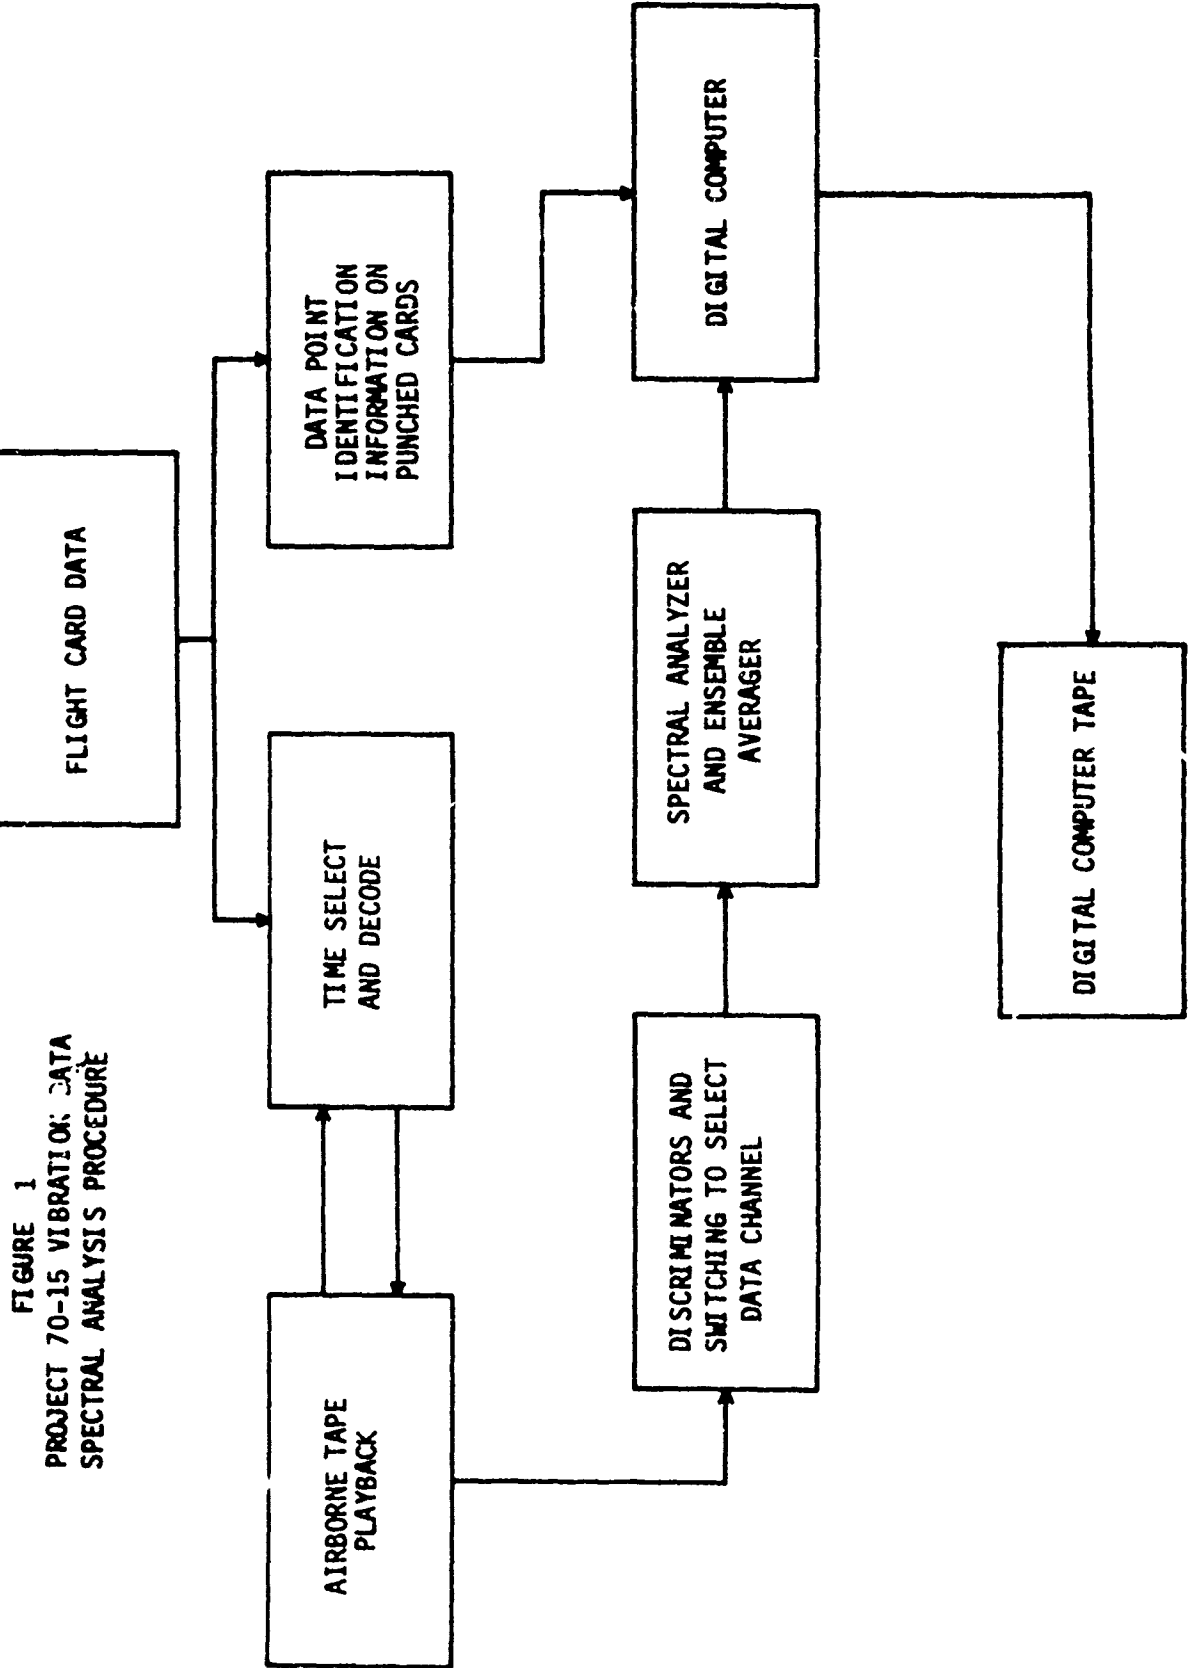 FIGURE 1
PROJECT 70-15 VIBRATION DATA
SPECTRAL ANALYSIS PROCEDURE
FLIGHT CARD DATA
AIRBORNE TAPE
PLAYBACK
TIME SELECT
AND DECODE
DATA POINT
IDENTIFICATION
INFORMATION ON
PUNCHED CARDS
DISCRIMINATORS AND
SWITCHING TO SELECT
DATA CHANNEL
SPECTRAL ANALYZER
AND ENSEMBLE
AVERAGER
DIGITAL COMPUTER
DIGITAL COMPUTER TAPE